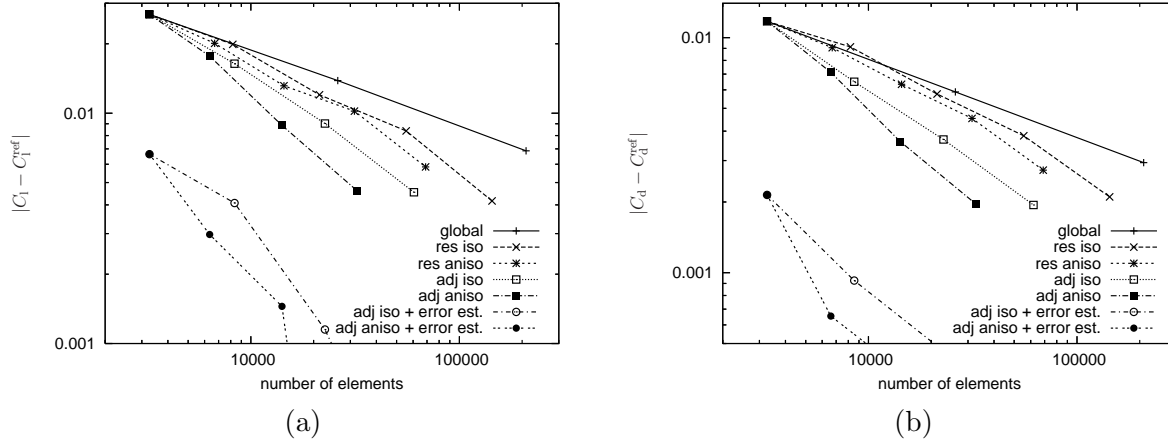 0.01
0.001
|C_l − C_l^ref|
global
res iso
res aniso
adj iso
adj aniso
adj iso + error est.
adj aniso + error est.
10000
100000
number of elements
(a)
0.01
0.001
|C_d − C_d^ref|
global
res iso
res aniso
adj iso
adj aniso
adj iso + error est.
adj aniso + error est.
10000
100000
number of elements
(b)